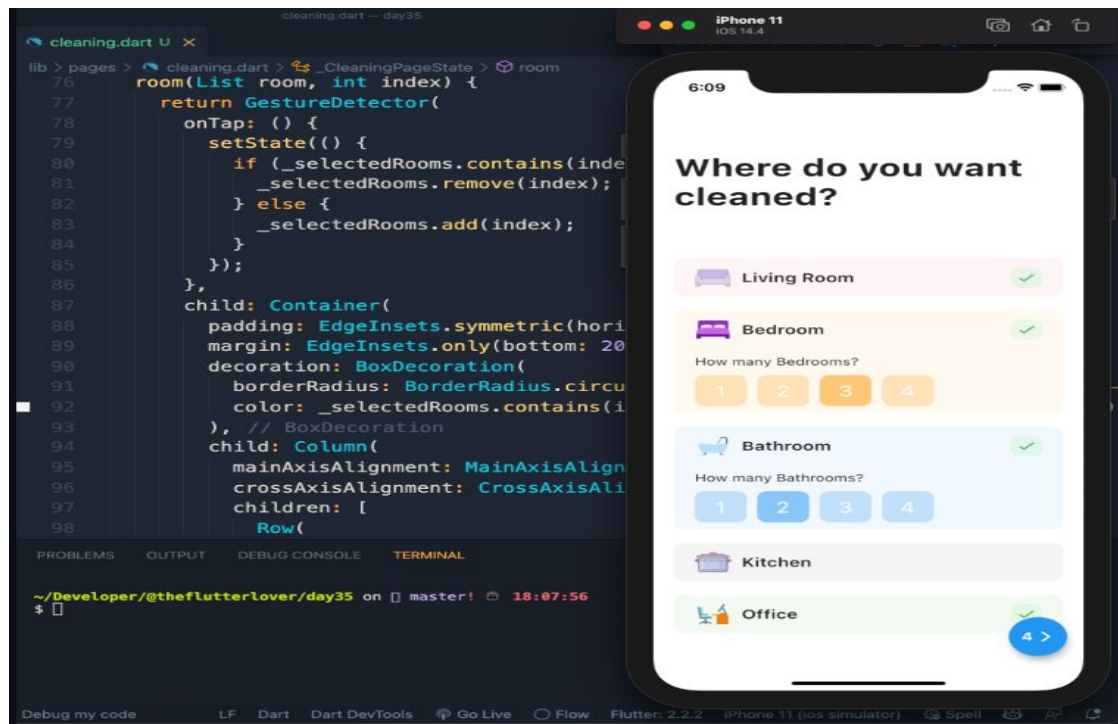 cleaning.dart — day35
cleaning.dart U ×
lib > pages > cleaning.dart > _CleaningPageState > room
76 room(List room, int index) {
77 return GestureDetector(
78 onTap: () {
79 setState(() {
80 if (_selectedRooms.contains(inde
81 _selectedRooms.remove(index);
82 } else {
83 _selectedRooms.add(index);
84 }
85 });
86 },
87 child: Container(
88 padding: EdgeInsets.symmetric(hori
89 margin: EdgeInsets.only(bottom: 20
90 decoration: BoxDecoration(
91 borderRadius: BorderRadius.circu
92 color: _selectedRooms.contains(i
93 ), // BoxDecoration
94 child: Column(
95 mainAxisAlignment: MainAxisAlign
96 crossAxisAlignment: CrossAxisAli
97 children: [
98 Row(
PROBLEMS OUTPUT DEBUG CONSOLE TERMINAL
~/Developer/@theflutterlover/day35 on master! 18:07:56
$
Debug my code LF Dart Dart DevTools Go Live Flow Flutter: 2.2.2 iPhone 11 (ios simulator) Spell
iPhone 11
iOS 14.4
6:09
Where do you want
cleaned?
Living Room
Bedroom
How many Bedrooms?
1 2 3 4
Bathroom
How many Bathrooms?
1 2 3 4
Kitchen
Office
4 >